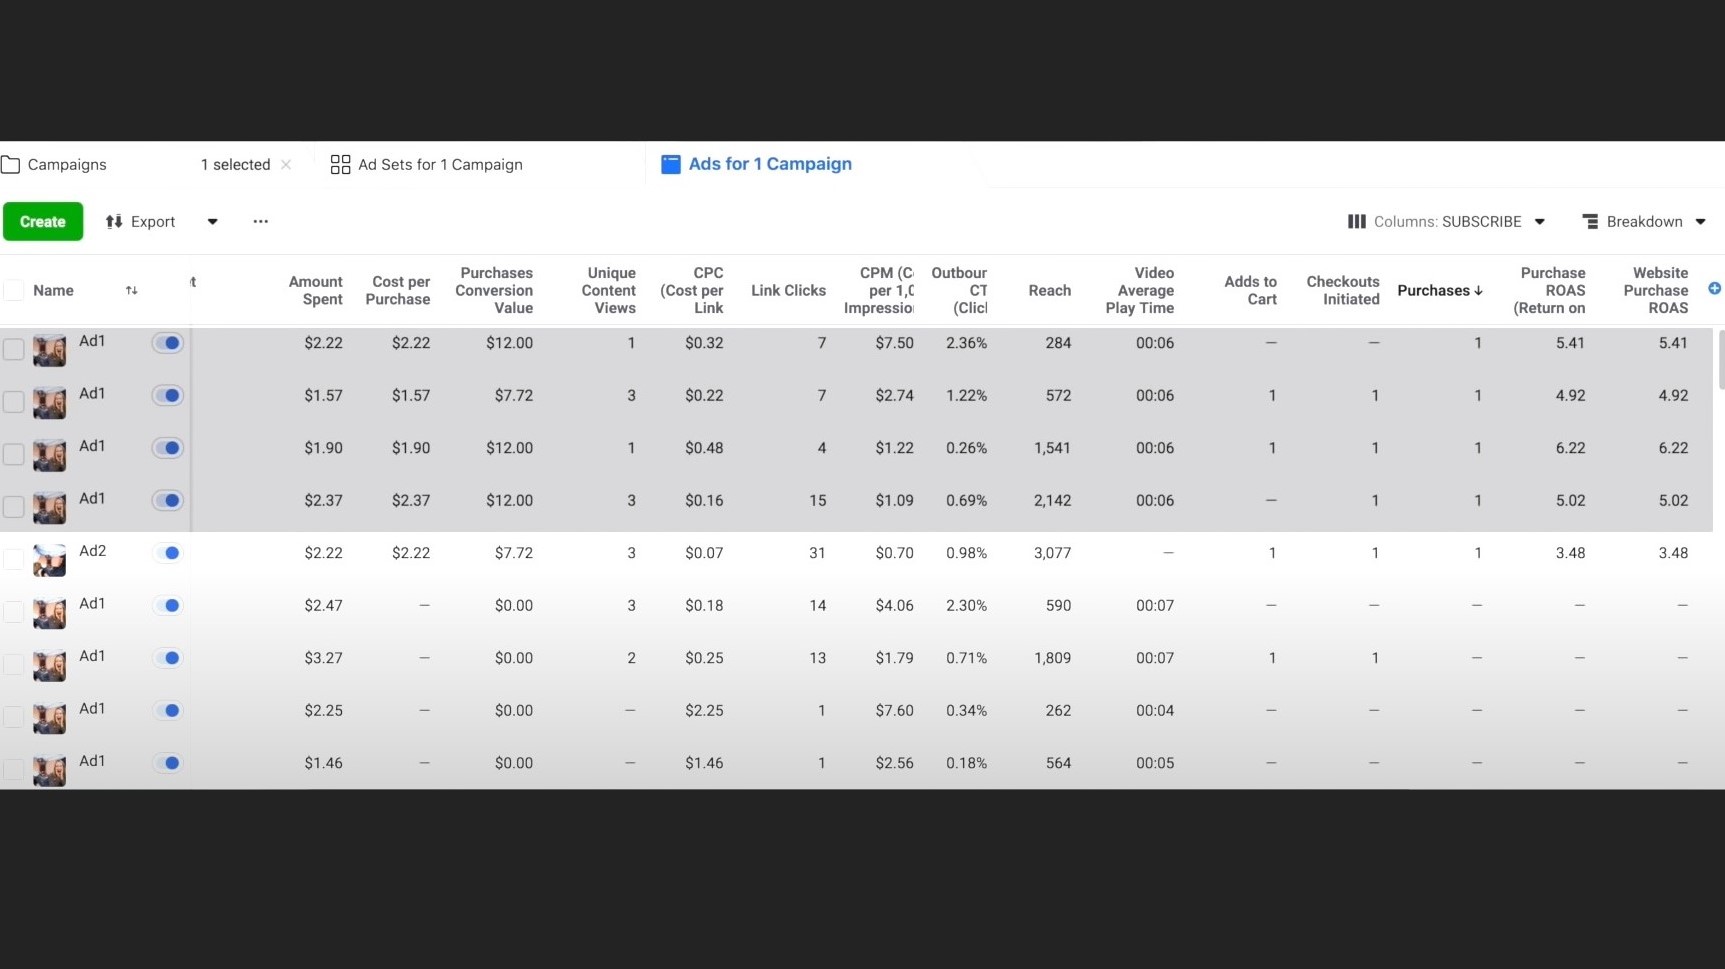 Campaigns 1 selected Ad Sets for 1 Campaign Ads for 1 Campaign
Create Export ... Columns: SUBSCRIBE Breakdown
Name t Amount Spent Cost per Purchase Purchases Conversion Value Unique Content Views CPC (Cost per Link Link Clicks CPM (C per 1,0 Impressio Outbour CT (Clicl Reach Video Average Play Time Adds to Cart Checkouts Initiated Purchases ↓ Purchase ROAS (Return on Website Purchase ROAS
Ad1 $2.22 $2.22 $12.00 1 $0.32 7 $7.50 2.36% 284 00:06 — — 1 5.41 5.41
Ad1 $1.57 $1.57 $7.72 3 $0.22 7 $2.74 1.22% 572 00:06 1 1 1 4.92 4.92
Ad1 $1.90 $1.90 $12.00 1 $0.48 4 $1.22 0.26% 1,541 00:06 1 1 1 6.22 6.22
Ad1 $2.37 $2.37 $12.00 3 $0.16 15 $1.09 0.69% 2,142 00:06 — 1 1 5.02 5.02
Ad2 $2.22 $2.22 $7.72 3 $0.07 31 $0.70 0.98% 3,077 — 1 1 1 3.48 3.48
Ad1 $2.47 — $0.00 3 $0.18 14 $4.06 2.30% 590 00:07 — — — — —
Ad1 $3.27 — $0.00 2 $0.25 13 $1.79 0.71% 1,809 00:07 1 1 — — —
Ad1 $2.25 — $0.00 — $2.25 1 $7.60 0.34% 262 00:04 — — — — —
Ad1 $1.46 — $0.00 — $1.46 1 $2.56 0.18% 564 00:05 — — — — —